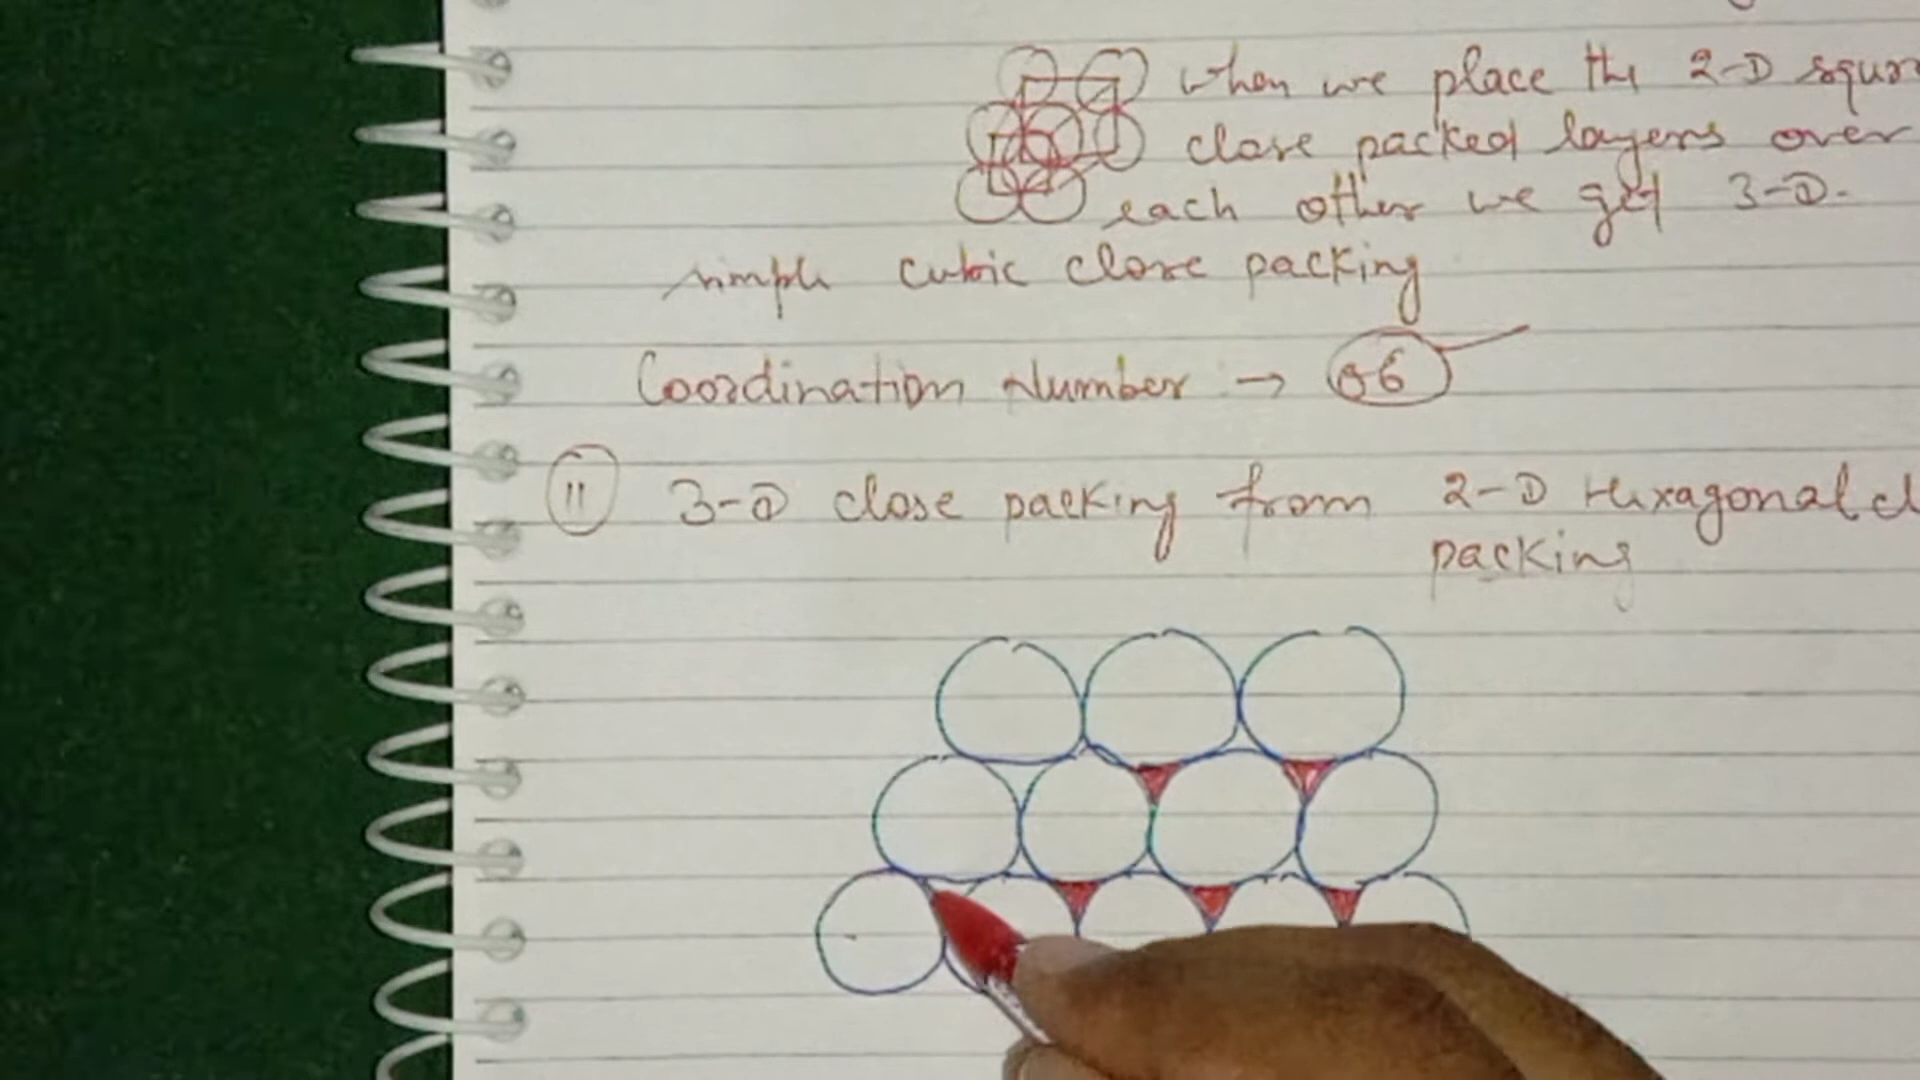 When we place the 2-D squar
close packed layers over
each other we get 3-D.
simple cubic close packing
Coordination Number → 06
(ii) 3-D close packing from 2-D Hexagonal cl
packing